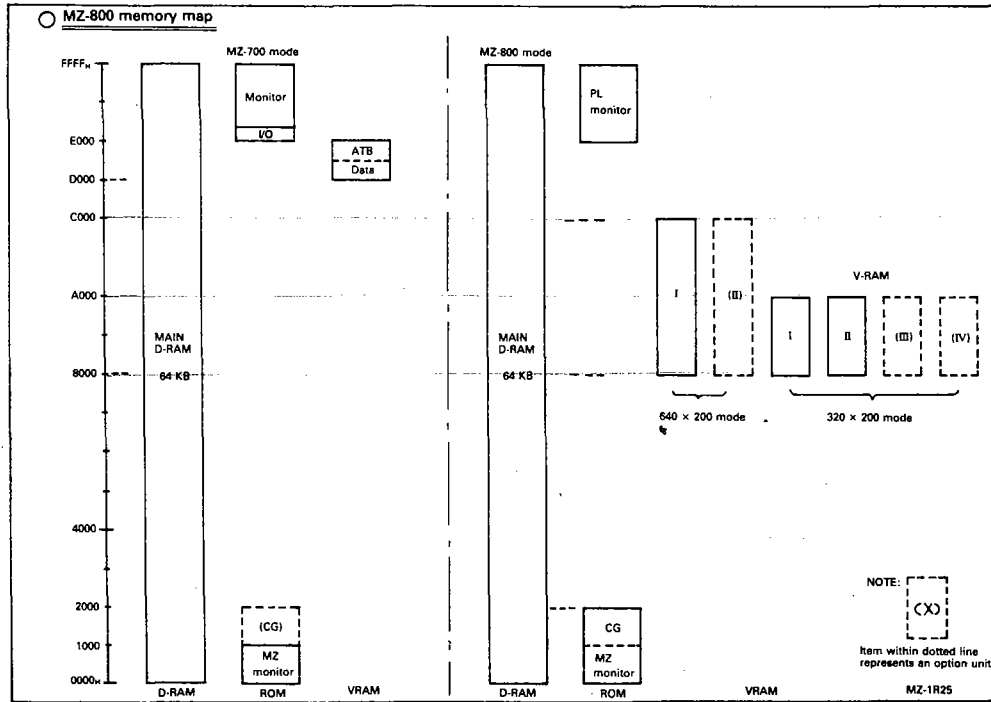 MZ-800 memory map
MZ-700 mode
MZ-800 mode
FFFFH
E000
D000
C000
A000
8000
4000
2000
1000
0000H
MAIN
D-RAM
64 KB
D-RAM
Monitor
I/O
(CG)
MZ
monitor
ROM
ATB
Data
VRAM
MAIN
D-RAM
64 KB
D-RAM
PL
monitor
CG
MZ
monitor
ROM
V-RAM
I
(II)
I
II
(III)
(IV)
640 × 200 mode
320 × 200 mode
VRAM
NOTE:
(X)
Item within dotted line
represents an option unit
MZ-1R25